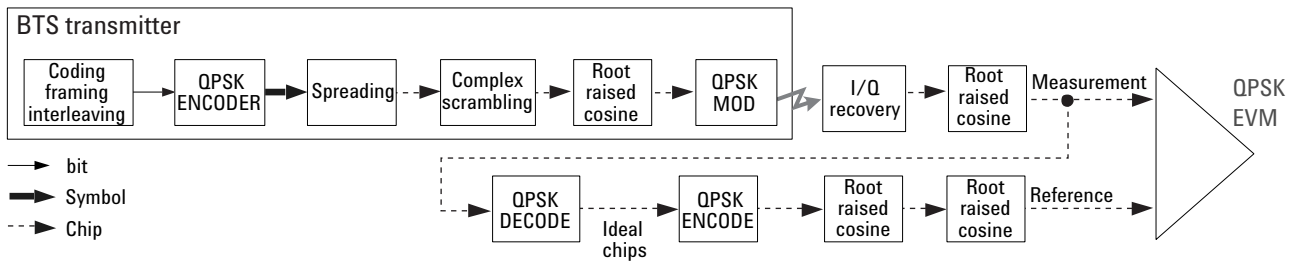 BTS transmitter
Coding
framing
interleaving
QPSK
ENCODER
Spreading
Complex
scrambling
Root
raised
cosine
QPSK
MOD
I/Q
recovery
Root
raised
cosine
Measurement
QPSK
EVM
bit
Symbol
Chip
QPSK
DECODE
Ideal
chips
QPSK
ENCODE
Root
raised
cosine
Root
raised
cosine
Reference